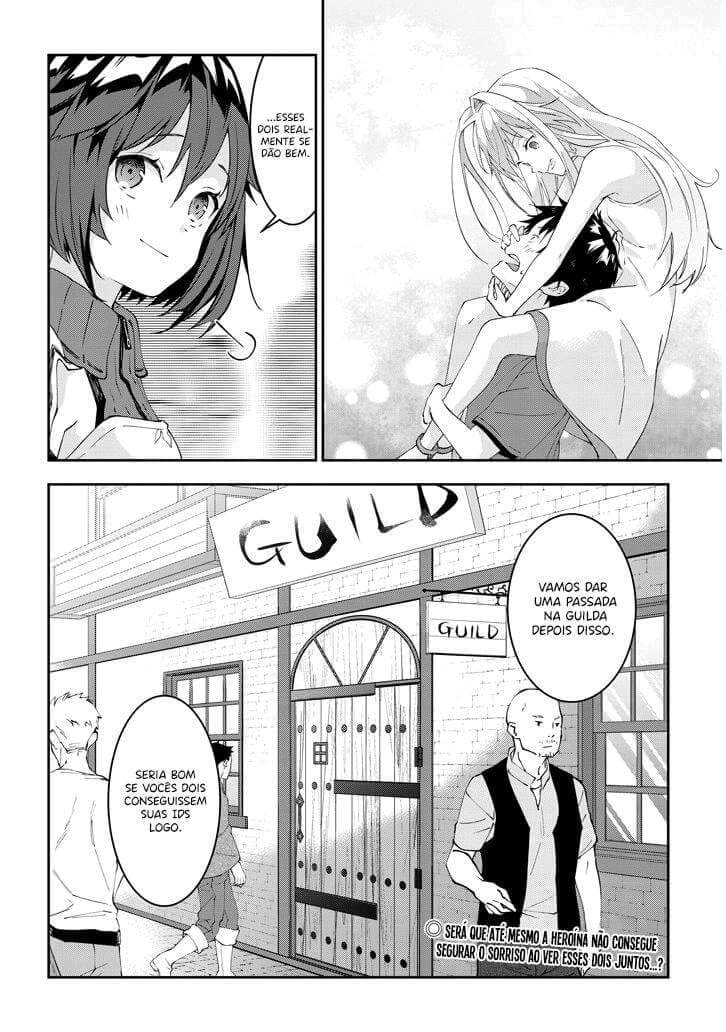 ...ESSES
DOIS REAL-
MENTE SE
DÃO BEM.
GUILD
GUILD
VAMOS DAR
UMA PASSADA
NA GUILDA
DEPOIS DISSO.
SERIA BOM
SE VOCÊS DOIS
CONSEGUISSEM
SUAS IDS
LOGO.
SERÁ QUE ATÉ MESMO A HEROÍNA NÃO CONSEGUE
SEGURAR O SORRISO AO VER ESSES DOIS JUNTOS...?